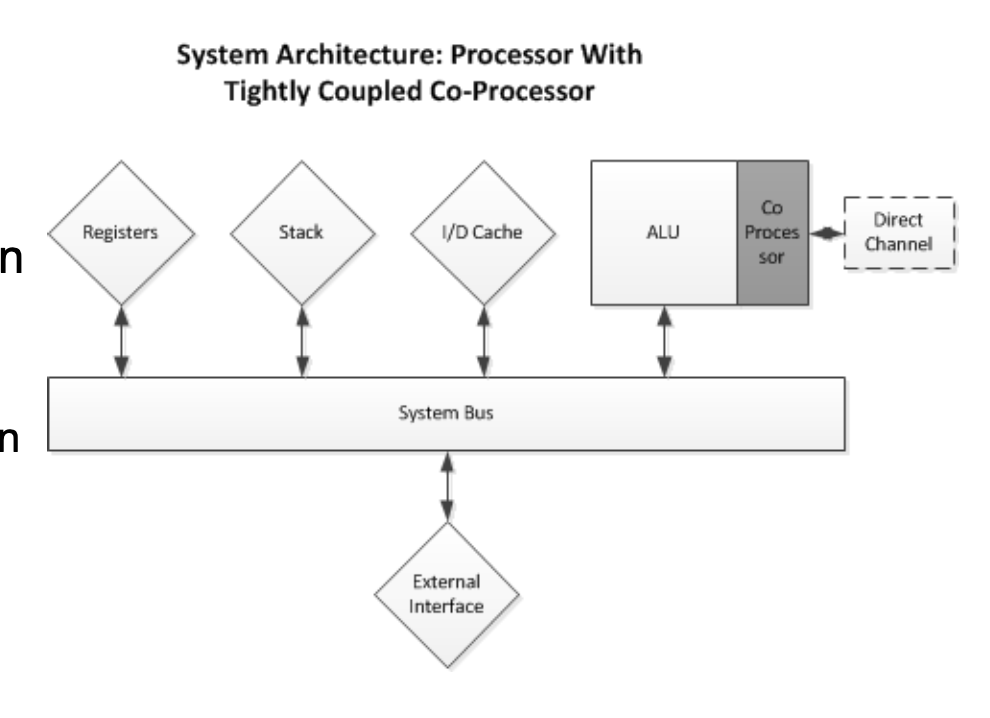 System Architecture: Processor With
Tightly Coupled Co-Processor
Registers
Stack
I/D Cache
ALU
Co
Proces
sor
Direct
Channel
n
System Bus
n
External
Interface